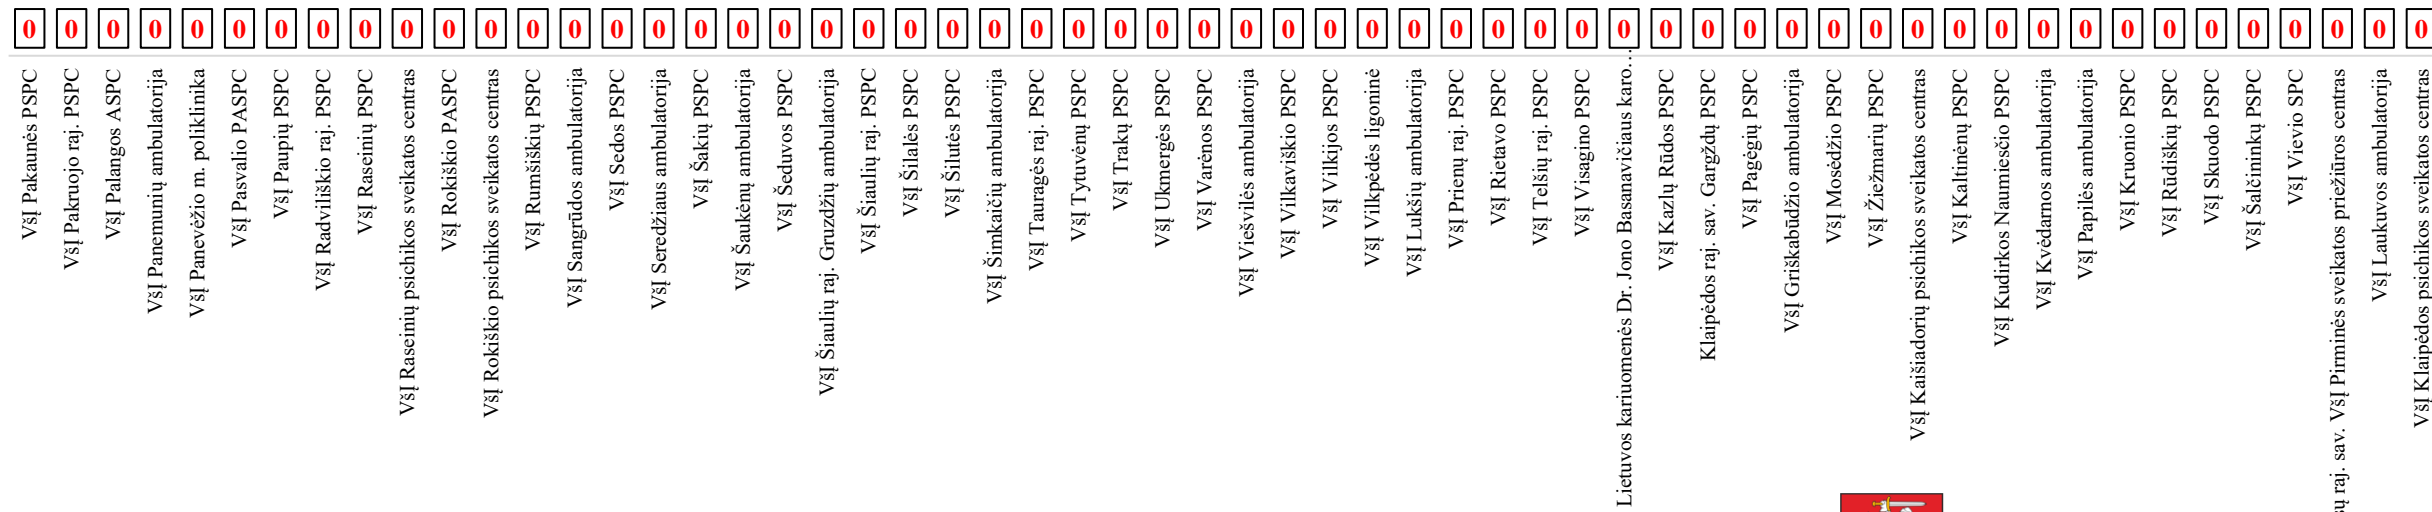 0 0 0 0 0 0 0 0 0 0 0 0 0 0 0 0 0 0 0 0 0 0 0 0 0 0 0 0 0 0 0 0 0 0 0 0 0 0 0 0 0 0 0 0 0 0 0 0 0 0 0 0 0 0 0 0 0 0
VšĮ Pakaunės PSPC
VšĮ Pakruojo raj. PSPC
VšĮ Palangos ASPC
VšĮ Panemunių ambulatorija
VšĮ Panevėžio m. poliklinika
VšĮ Pasvalio PASPC
VšĮ Paupių PSPC
VšĮ Radviliškio raj. PSPC
VšĮ Raseinių PSPC
VšĮ Raseinių psichikos sveikatos centras
VšĮ Rokiškio PASPC
VšĮ Rokiškio psichikos sveikatos centras
VšĮ Rumšiškių PSPC
VšĮ Sangrūdos ambulatorija
VšĮ Sedos PSPC
VšĮ Seredžiaus ambulatorija
VšĮ Šakių PSPC
VšĮ Šaukėnų ambulatorija
VšĮ Šeduvos PSPC
VšĮ Šiaulių raj. Gruzdžių ambulatorija
VšĮ Šiaulių raj. PSPC
VšĮ Šilalės PSPC
VšĮ Šilutės PSPC
VšĮ Šimkaičių ambulatorija
VšĮ Tauragės raj. PSPC
VšĮ Tytuvėnų PSPC
VšĮ Trakų PSPC
VšĮ Ukmergės PSPC
VšĮ Varėnos PSPC
VšĮ Viešvilės ambulatorija
VšĮ Vilkaviškio PSPC
VšĮ Vilkijos PSPC
VšĮ Vilkpėdės ligoninė
VšĮ Lukšių ambulatorija
VšĮ Prienų raj. PSPC
VšĮ Rietavo PSPC
VšĮ Telšių raj. PSPC
VšĮ Visagino PSPC
Lietuvos kariuomenės Dr. Jono Basanavičiaus karo…
VšĮ Kazlų Rūdos PSPC
Klaipėdos raj. sav. Gargždų PSPC
VšĮ Pagėgių PSPC
VšĮ Griškabūdžio ambulatorija
VšĮ Mosėdžio PSPC
VšĮ Žiežmarių PSPC
VšĮ Kaišiadorių psichikos sveikatos centras
VšĮ Kaltinėnų PSPC
VšĮ Kudirkos Naumiesčio PSPC
VšĮ Kvėdarnos ambulatorija
VšĮ Papilės ambulatorija
VšĮ Kruonio PSPC
VšĮ Rūdiškių PSPC
VšĮ Skuodo PSPC
VšĮ Šalčininkų PSPC
VšĮ Vievio SPC
raj. sav. VšĮ Pirminės sveikatos priežiūros centras
VšĮ Laukuvos ambulatorija
VšĮ Klaipėdos psichikos sveikatos centras